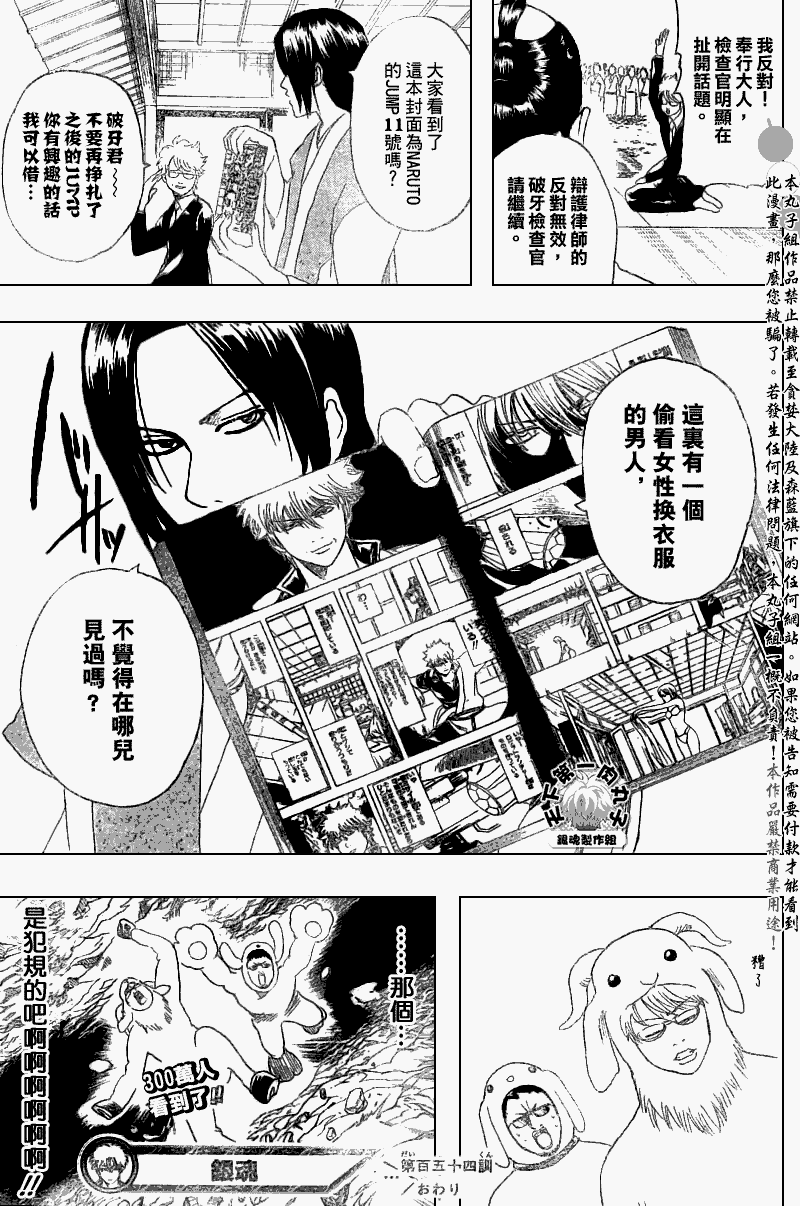 我反對！
奉行大人，
檢查官明顯在
扯開話題。
辯護律師的
反對無效，
破牙檢查官
請繼續。
大家看到了
這本封面為NARUTO
的JUMP11號嗎？
破牙君～～
不要再掙扎了
之後的JUMP
你有興趣的話
我可以借…
這裏有一個
偷看女性換衣服
的男人，
不覺得在哪兒
見過嗎？
天下第一肉丸子
銀魂製作組
糟了
……那個…
是犯規的吧啊啊啊啊啊啊啊!!
300萬人
看到了!!
銀魂
第百五十四訓
おわり
本丸子組作品禁止轉載至貪婪大陸及森藍旗下的任何網站。如果您被告知需要付款才能看到
此漫畫，那麼您被騙了。若發生任何法律問題，本丸子組一概不負責！本作品嚴禁商業用途！